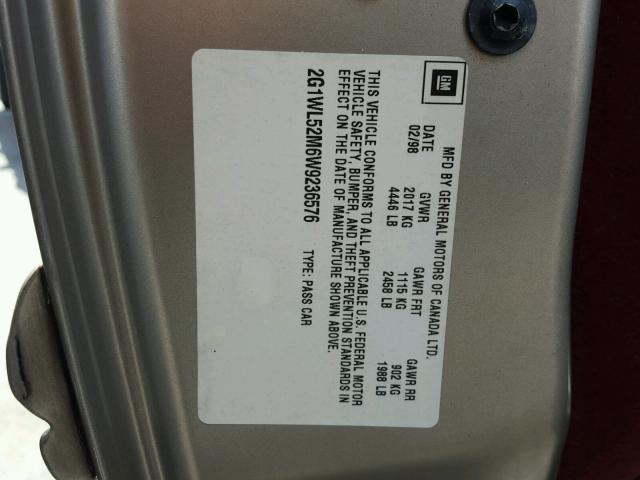 GM
MFD BY GENERAL MOTORS OF CANADA LTD.
DATE GVWR GAWR FRT GAWR RR
02/98 2017 KG 1115 KG 902 KG
4446 LB 2458 LB 1988 LB
THIS VEHICLE CONFORMS TO ALL APPLICABLE U.S. FEDERAL MOTOR
VEHICLE SAFETY, BUMPER, AND THEFT PREVENTION STANDARDS IN
EFFECT ON THE DATE OF MANUFACTURE SHOWN ABOVE.
2G1WL52M6W9236576 TYPE: PASS CAR